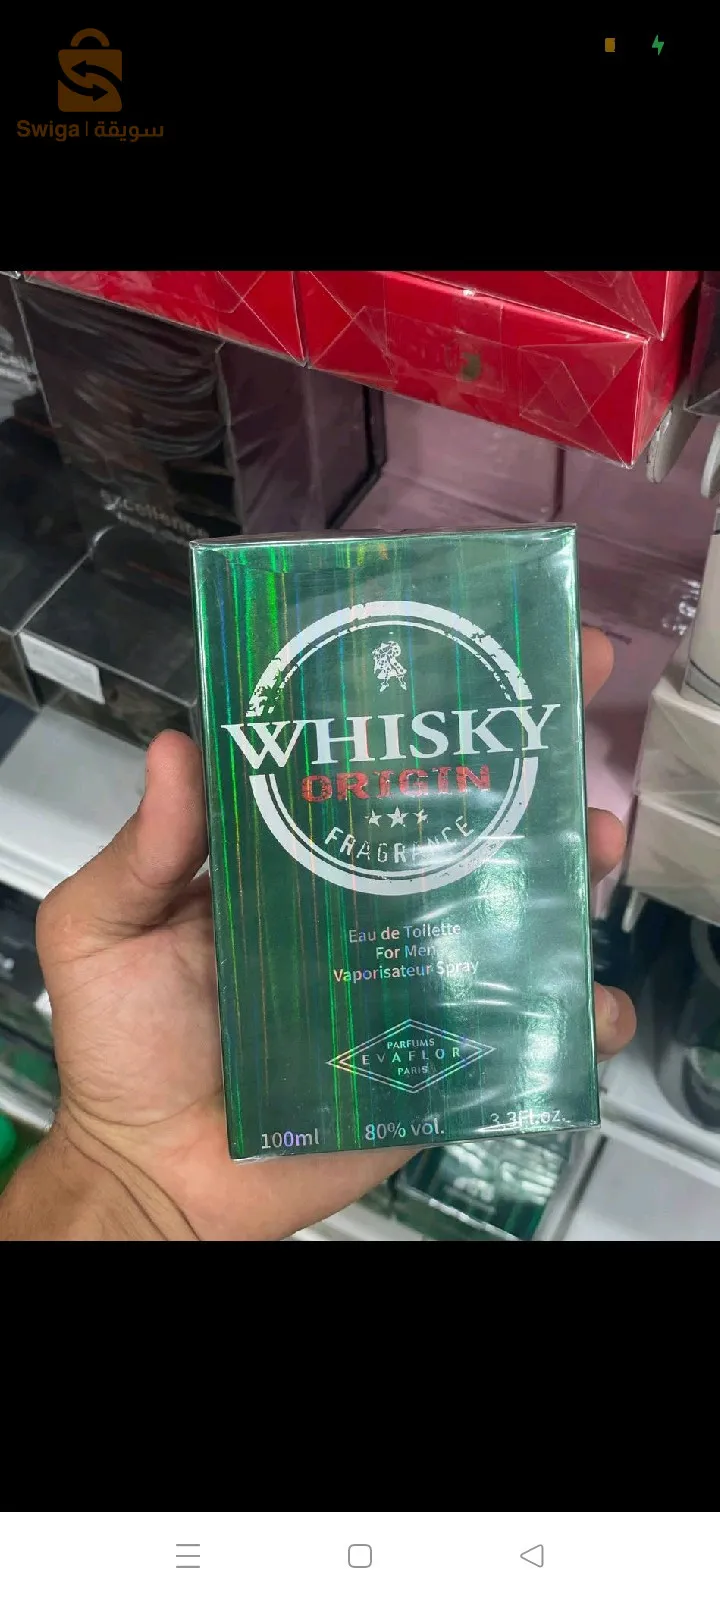 Swiga | سويقة
Excellence
WHISKY
ORIGIN
FRAGRANCE
Eau de Toilette
For Men
Vaporisateur Spray
PARFUMS
EVAFLOR
PARIS
100ml 80% vol. 3.3Fl.oz.